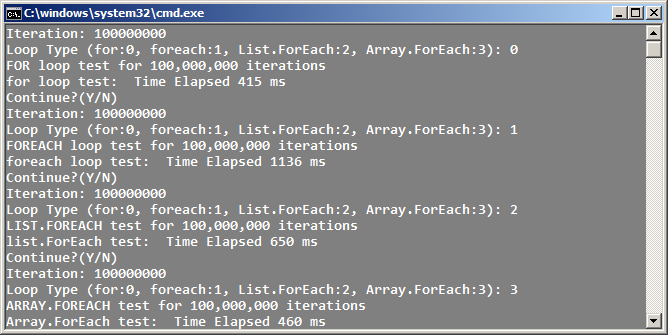 C:\windows\system32\cmd.exe
Iteration: 100000000
Loop Type (for:0, foreach:1, List.ForEach:2, Array.ForEach:3): 0
FOR loop test for 100,000,000 iterations
for loop test:  Time Elapsed 415 ms
Continue?(Y/N)
Iteration: 100000000
Loop Type (for:0, foreach:1, List.ForEach:2, Array.ForEach:3): 1
FOREACH loop test for 100,000,000 iterations
foreach loop test:  Time Elapsed 1136 ms
Continue?(Y/N)
Iteration: 100000000
Loop Type (for:0, foreach:1, List.ForEach:2, Array.ForEach:3): 2
LIST.FOREACH test for 100,000,000 iterations
list.ForEach test:  Time Elapsed 650 ms
Continue?(Y/N)
Iteration: 100000000
Loop Type (for:0, foreach:1, List.ForEach:2, Array.ForEach:3): 3
ARRAY.FOREACH test for 100,000,000 iterations
Array.ForEach test:  Time Elapsed 460 ms